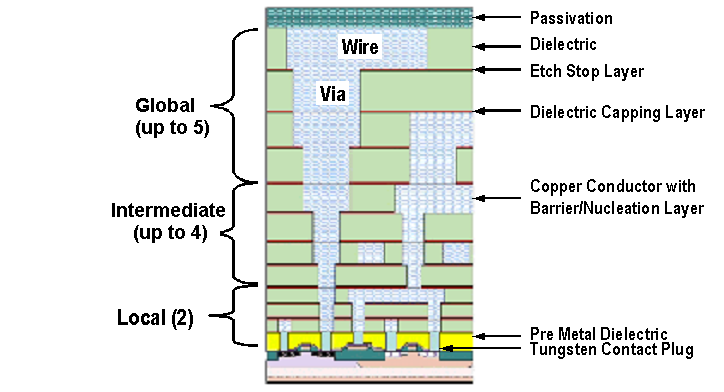 Passivation
Wire
Dielectric
Etch Stop Layer
Via
Global
(up to 5)
Dielectric Capping Layer
Copper Conductor with
Barrier/Nucleation Layer
Intermediate
(up to 4)
Local (2)
Pre Metal Dielectric
Tungsten Contact Plug